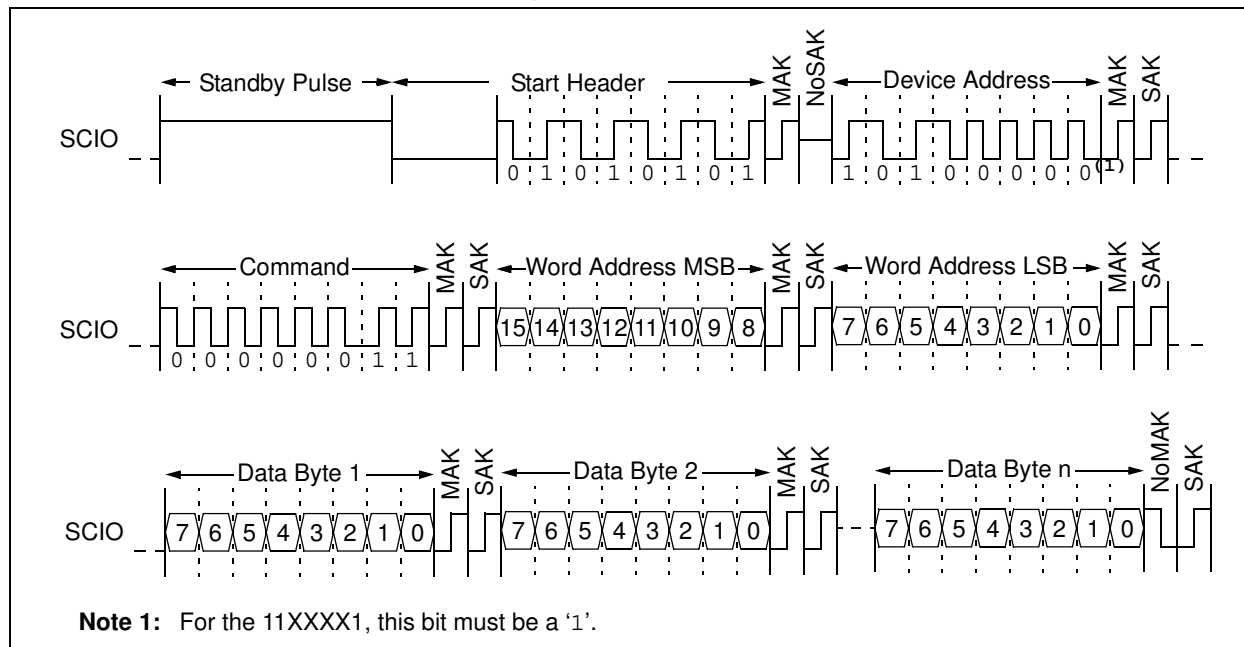 Standby Pulse Start Header MAK NoSAK Device Address MAK SAK
SCIO
0 1 0 1 0 1 0 1 1 0 1 0 0 0 0 0(1)
Command MAK SAK Word Address MSB MAK SAK Word Address LSB MAK SAK
SCIO 15 14 13 12 11 10 9 8 7 6 5 4 3 2 1 0
0 0 0 0 0 0 1 1
Data Byte 1 MAK SAK Data Byte 2 MAK SAK Data Byte n NoMAK SAK
SCIO 7 6 5 4 3 2 1 0 7 6 5 4 3 2 1 0 7 6 5 4 3 2 1 0
Note 1: For the 11XXXX1, this bit must be a ‘1’.